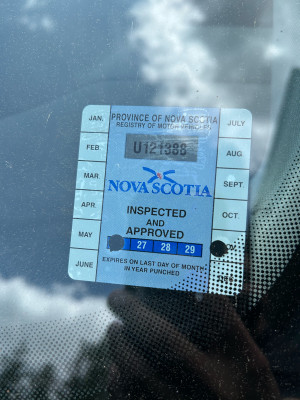 PROVINCE OF NOVA SCOTIA
REGISTRY OF MOTOR VEHICLES
JAN.
FEB
MAR.
APR
MAY
JUNE
JULY
AUG
SEPT.
OCT.
NOVA SCOTIA
INSPECTED
AND
APPROVED
27 28 29
EXPIRES ON LAST DAY OF MONTH
IN YEAR PUNCHED